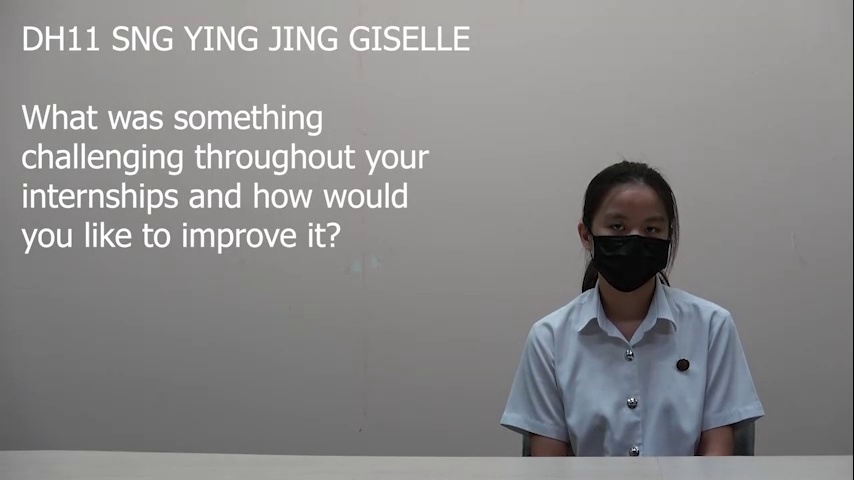 DH11 SNG YING JING GISELLE
What was something
challenging throughout your
internships and how would
you like to improve it?